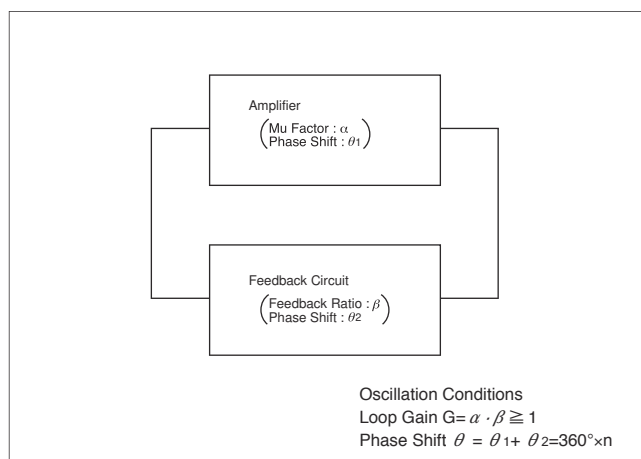 Amplifier
(Mu Factor : α
Phase Shift : θ1)
Feedback Circuit
(Feedback Ratio : β
Phase Shift : θ2)
Oscillation Conditions
Loop Gain G= α · β ≧ 1
Phase Shift θ = θ1+ θ2=360°×n